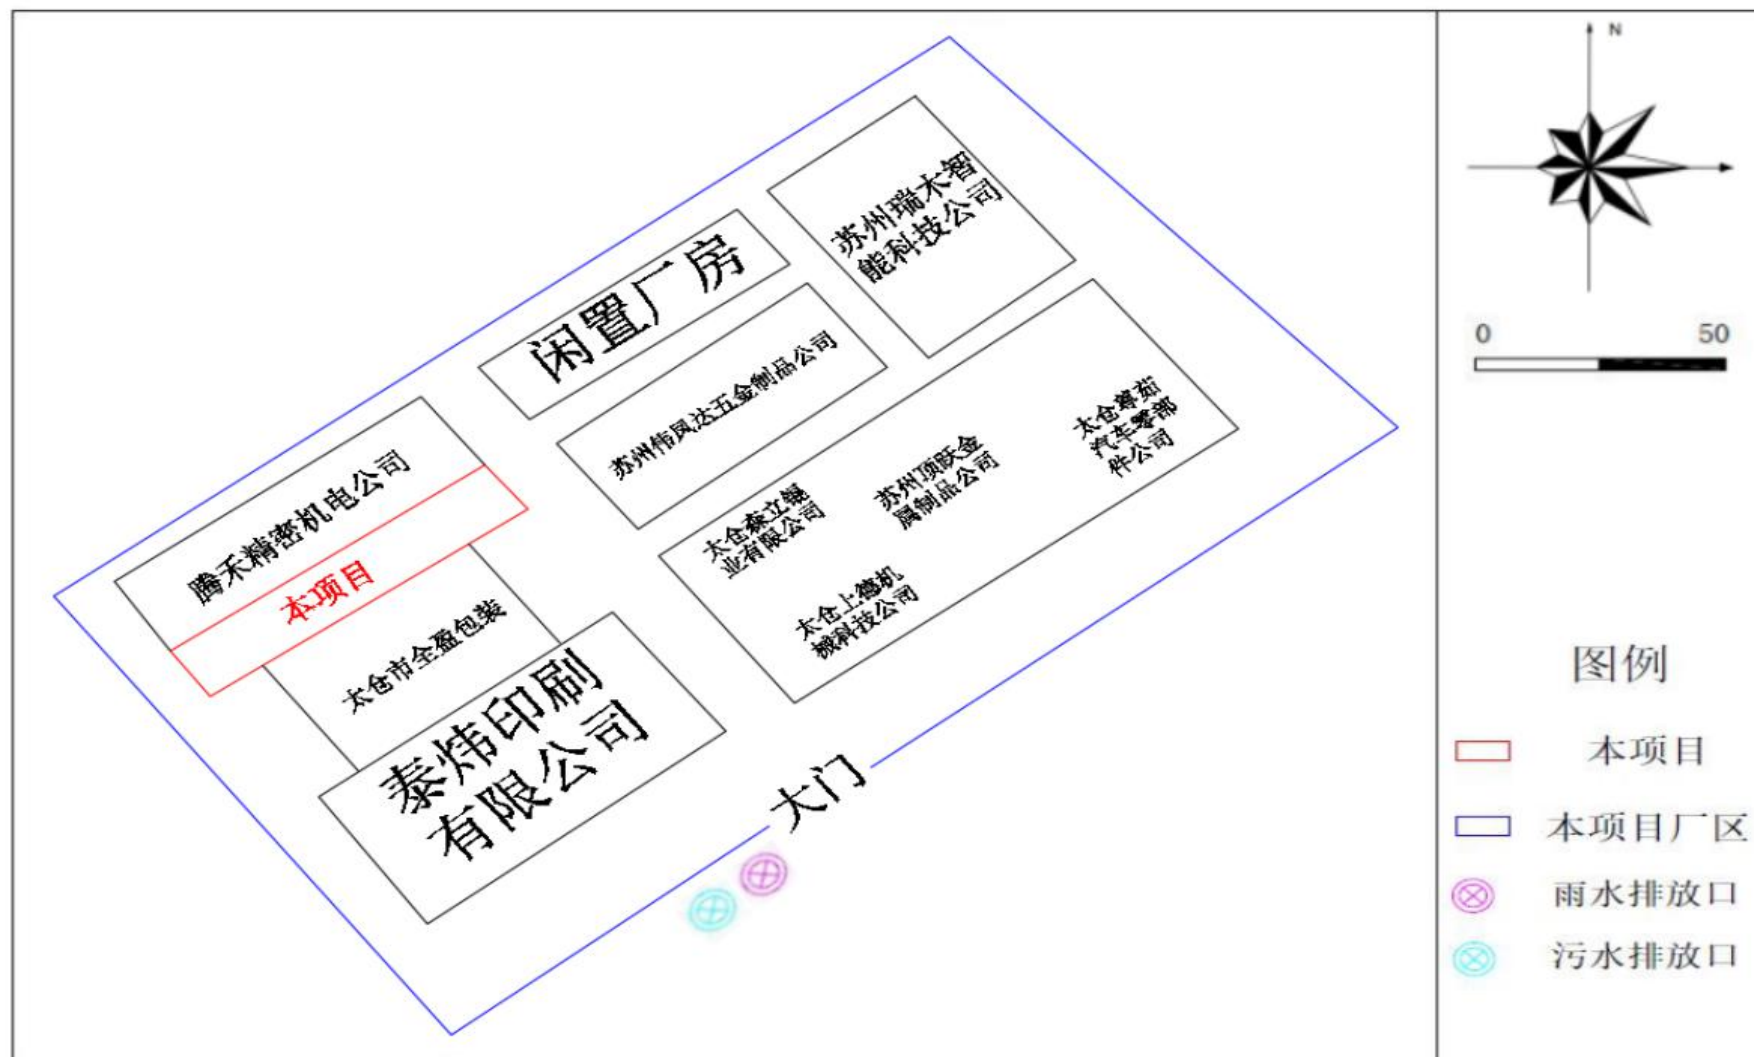 N
0 50
苏州瑞木智
能科技公司
闲置厂房
苏州伟凤达五金制品公司
太仓尊茹
汽车零部
件公司
苏州顶跃金
属制品公司
太仓森立锟
业有限公司
太仓上德机
械科技公司
腾禾精密机电公司
本项目
太仓市全盈包装
泰炜印刷
有限公司
大门
图例
本项目
本项目厂区
雨水排放口
污水排放口